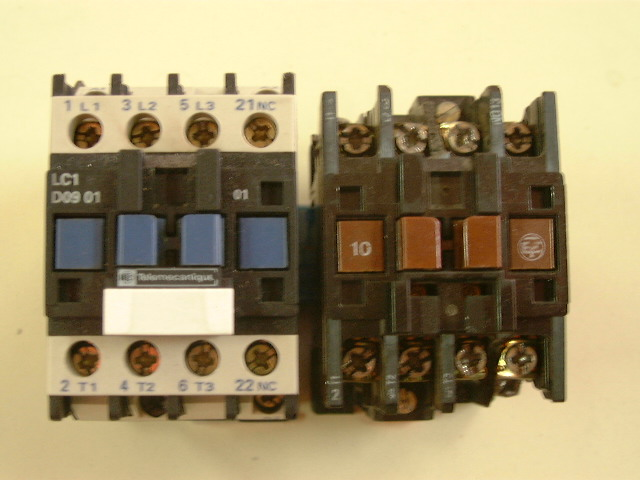 1 L1 3 L2 5 L3 21 NC
LC1
D09 01
01
Telemecanique
2 T1 4 T2 6 T3 22 NC
10